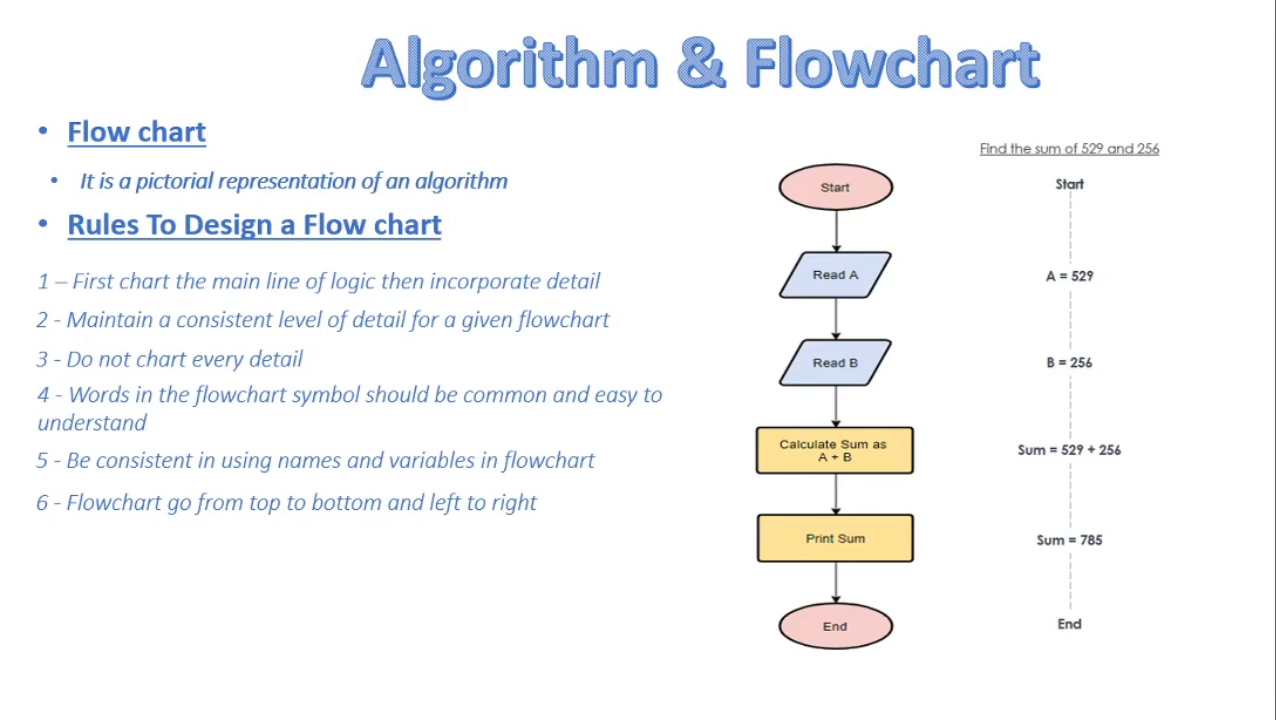 Algorithm & Flowchart
• Flow chart
• It is a pictorial representation of an algorithm
• Rules To Design a Flow chart
1 – First chart the main line of logic then incorporate detail
2 - Maintain a consistent level of detail for a given flowchart
3 - Do not chart every detail
4 - Words in the flowchart symbol should be common and easy to
understand
5 - Be consistent in using names and variables in flowchart
6 - Flowchart go from top to bottom and left to right
Start
Read A
Read B
Calculate Sum as
A + B
Print Sum
End
Find the sum of 529 and 256
Start
A = 529
B = 256
Sum = 529 + 256
Sum = 785
End